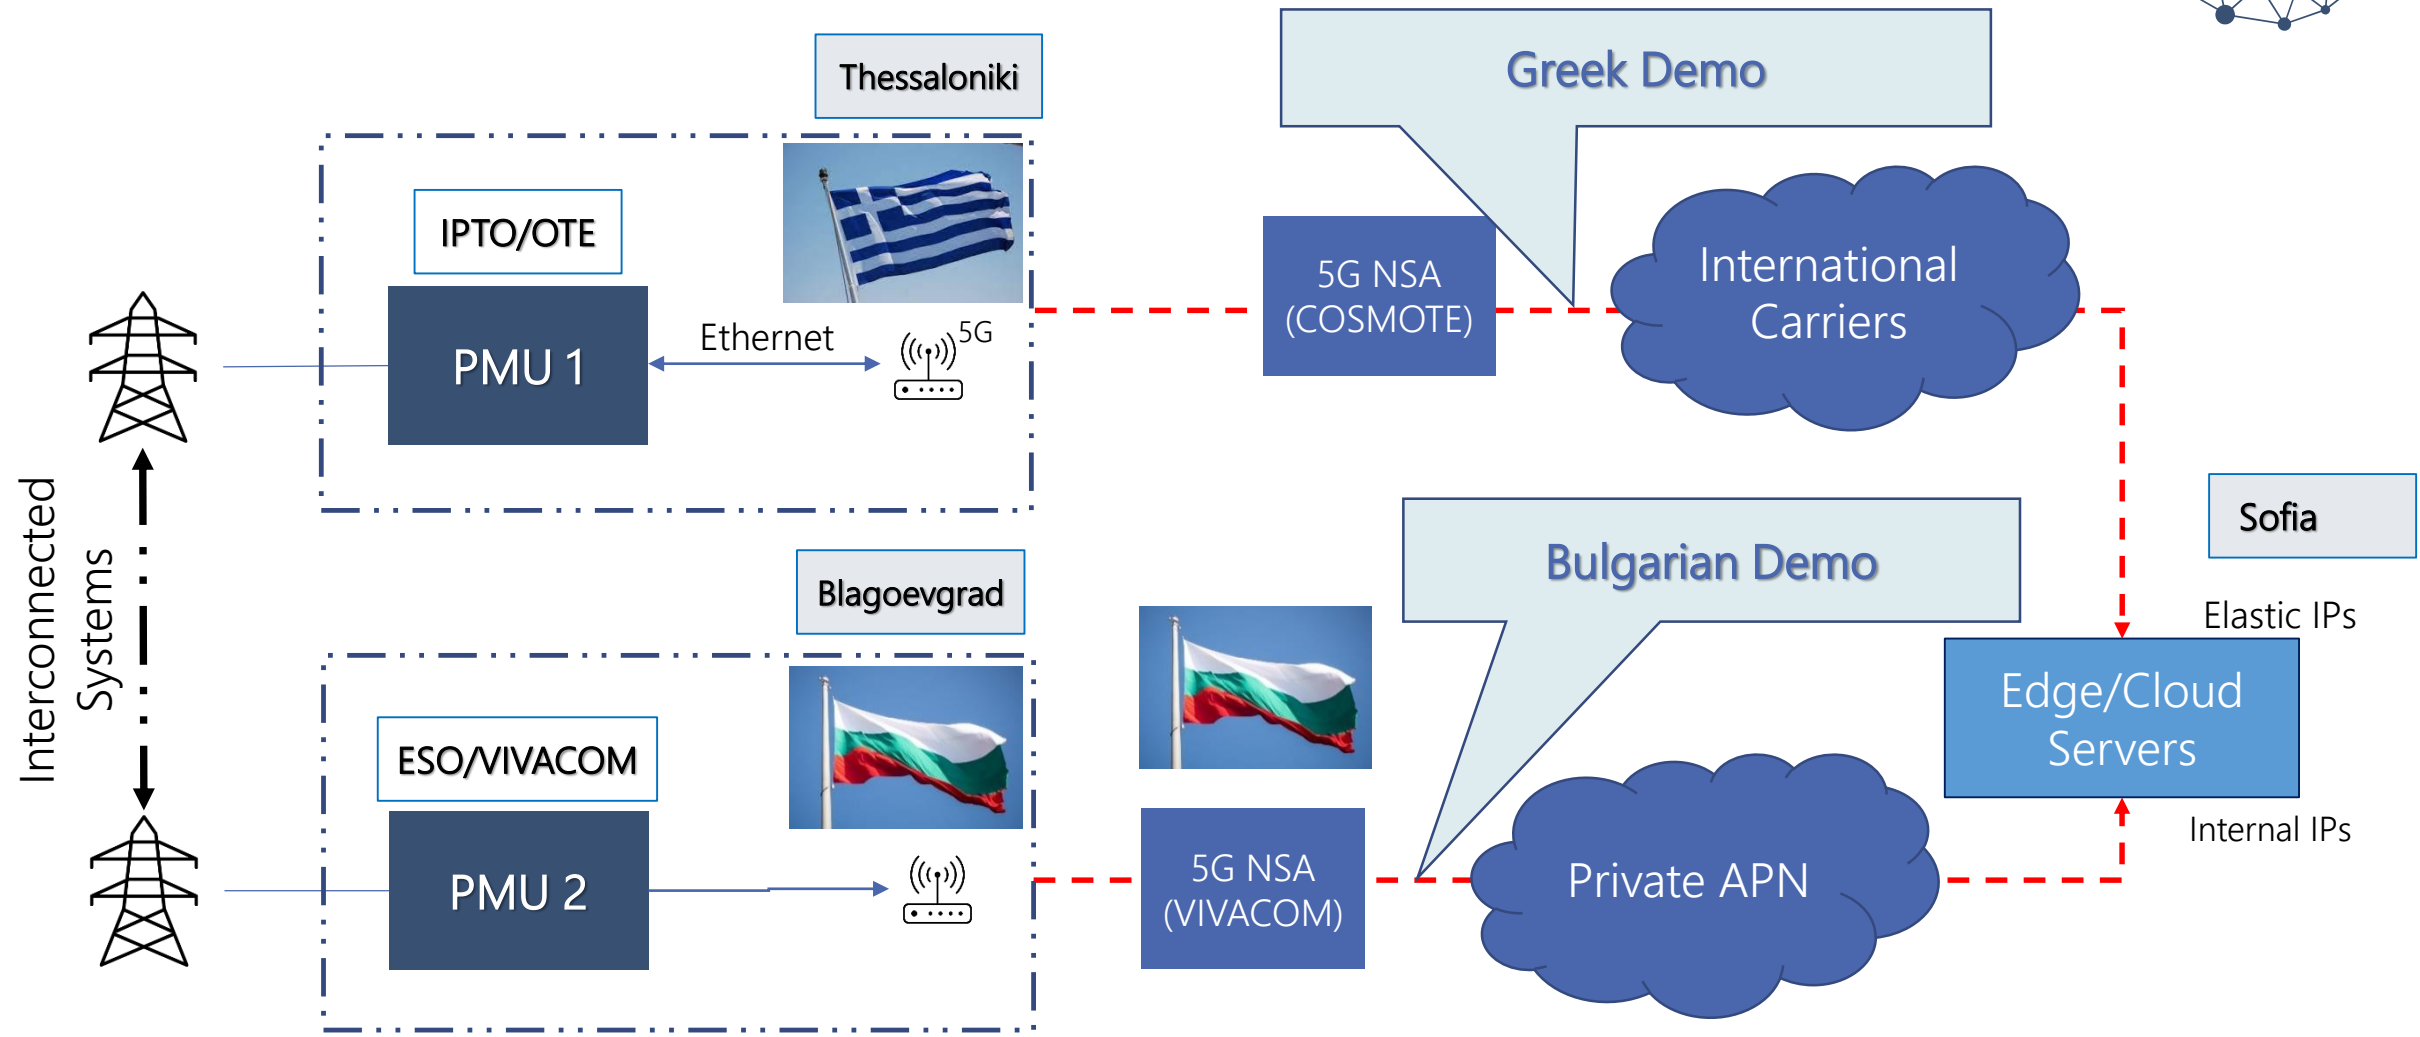 Thessaloniki
Greek Demo
IPTO/OTE
PMU 1
Ethernet
5G
5G NSA
(COSMOTE)
International
Carriers
Interconnected
Systems
Sofia
Blagoevgrad
Bulgarian Demo
Elastic IPs
Edge/Cloud
Servers
Internal IPs
ESO/VIVACOM
PMU 2
5G NSA
(VIVACOM)
Private APN